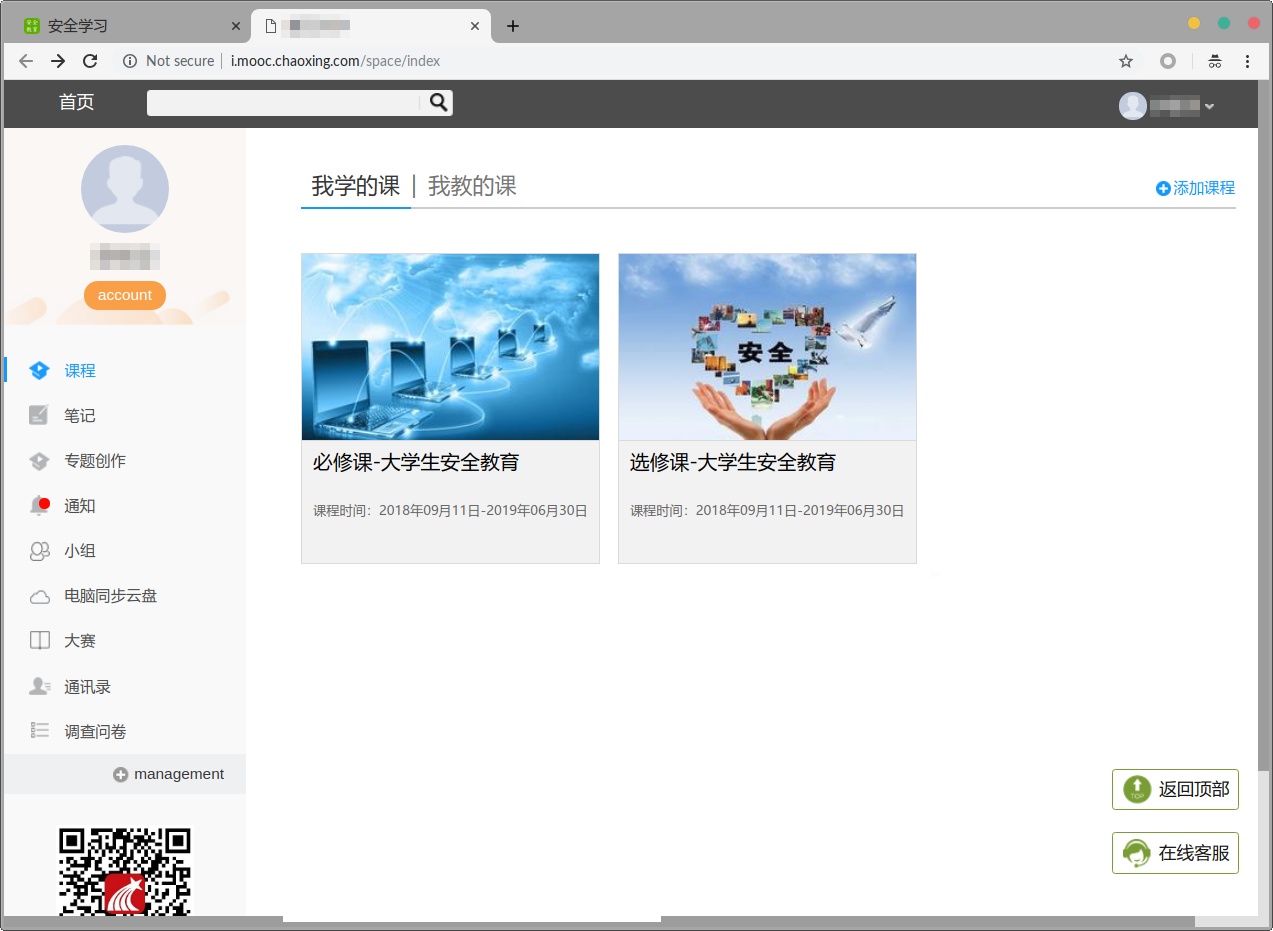 安全学习
Not secure
i.mooc.chaoxing.com/space/index
首页
account
课程
笔记
专题创作
通知
小组
电脑同步云盘
大赛
通讯录
调查问卷
management
我学的课 | 我教的课
添加课程
安全
必修课-大学生安全教育
课程时间：2018年09月11日-2019年06月30日
选修课-大学生安全教育
课程时间：2018年09月11日-2019年06月30日
TOP
返回顶部
在线客服